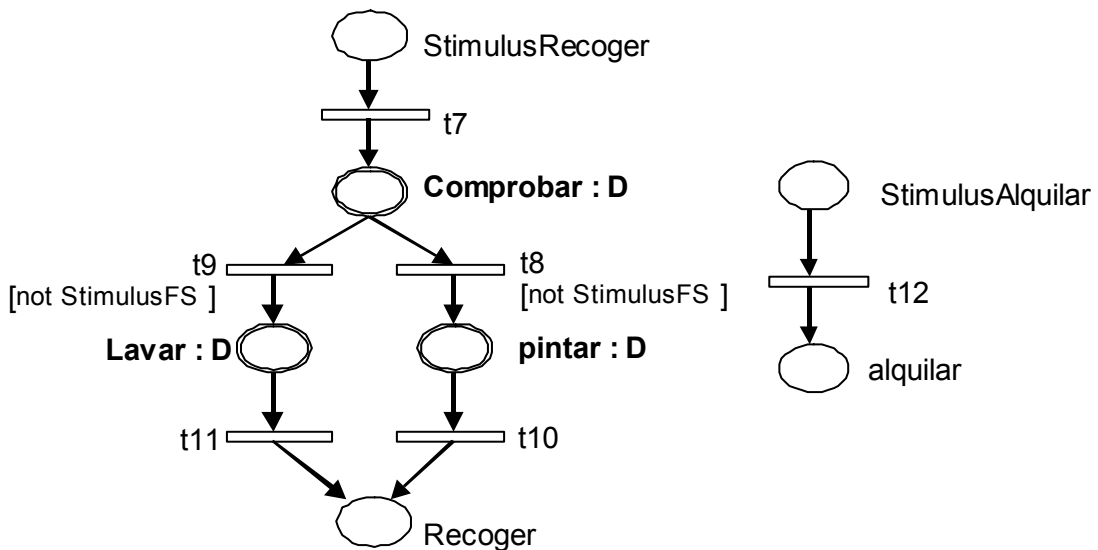 StimulusRecoger
t7
Comprobar : D
StimulusAlquilar
t9
t8
[not StimulusFS ]
[not StimulusFS ]
t12
Lavar : D
pintar : D
alquilar
t11
t10
Recoger